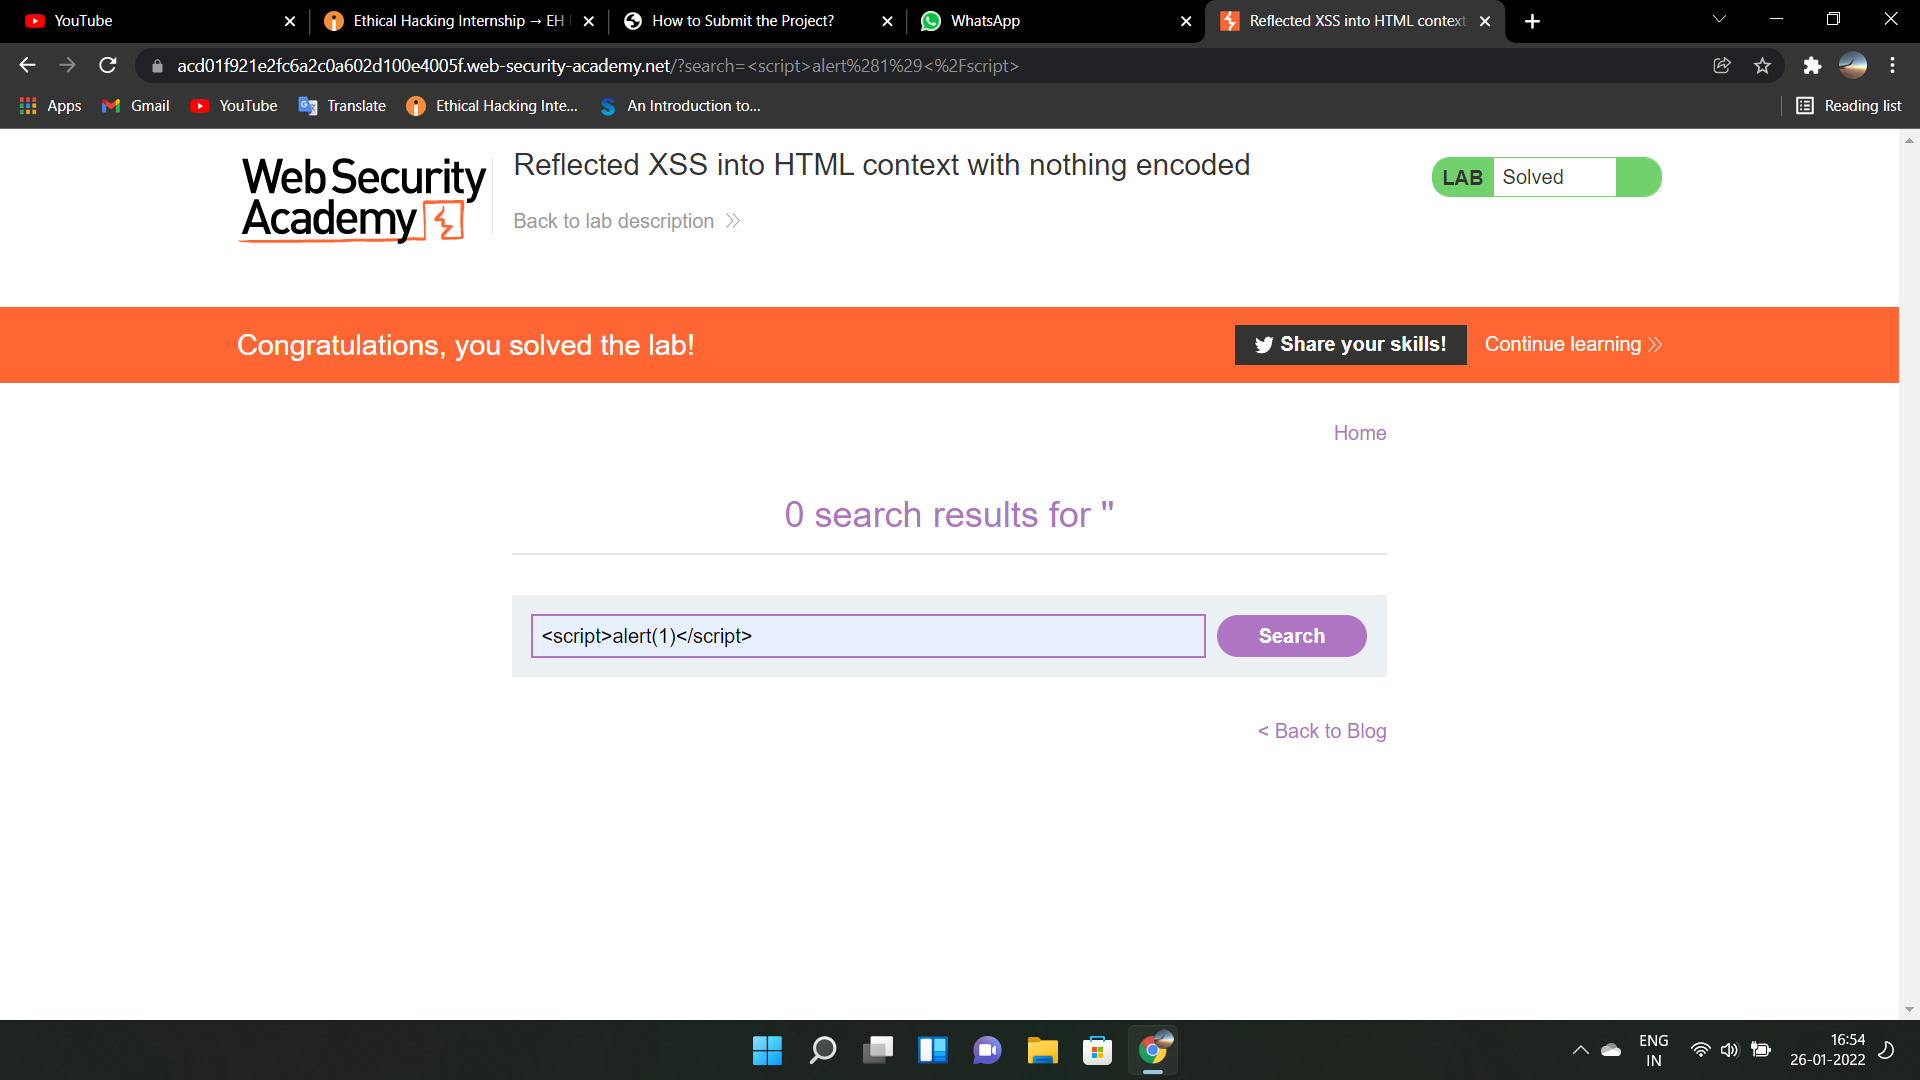 YouTube
Ethical Hacking Internship → EH
How to Submit the Project?
WhatsApp
Reflected XSS into HTML context
acd01f921e2fc6a2c0a602d100e4005f.web-security-academy.net/?search=<script>alert%281%29<%2Fscript>
Apps
Gmail
YouTube
Translate
Ethical Hacking Inte...
An Introduction to...
Reading list
Web Security
Academy
Reflected XSS into HTML context with nothing encoded
Back to lab description
LAB
Solved
Congratulations, you solved the lab!
Share your skills!
Continue learning
Home
0 search results for ''
<script>alert(1)</script>
Search
< Back to Blog
ENG
IN
16:54
26-01-2022